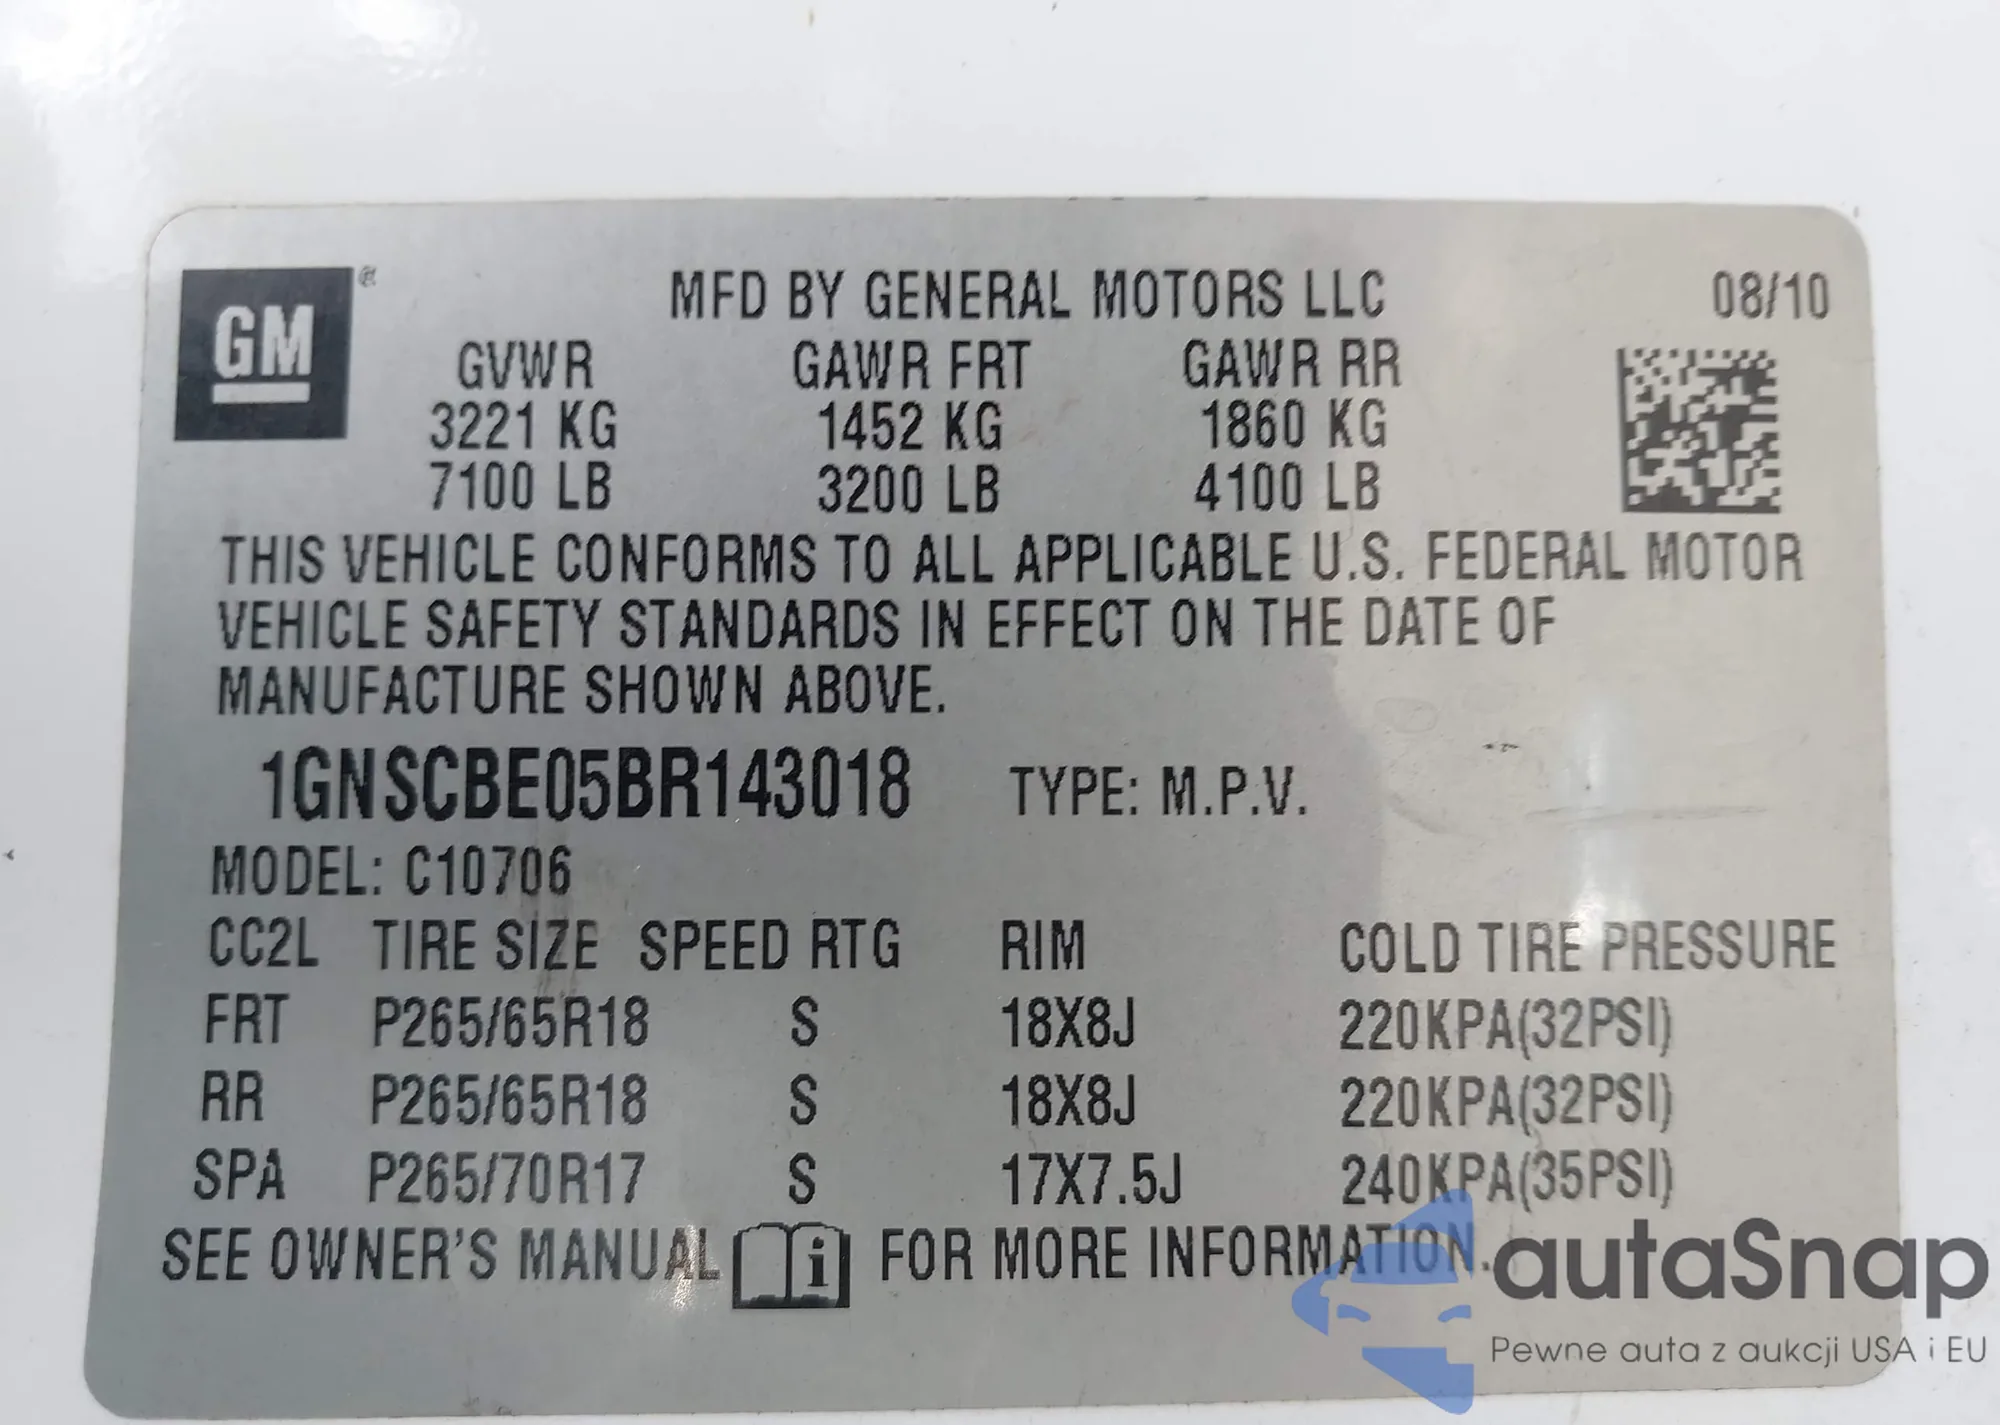 GM ®
MFD BY GENERAL MOTORS LLC 08/10
GVWR GAWR FRT GAWR RR
3221 KG 1452 KG 1860 KG
7100 LB 3200 LB 4100 LB
THIS VEHICLE CONFORMS TO ALL APPLICABLE U.S. FEDERAL MOTOR
VEHICLE SAFETY STANDARDS IN EFFECT ON THE DATE OF
MANUFACTURE SHOWN ABOVE.
1GNSCBE05BR143018 TYPE: M.P.V.
MODEL: C10706
CC2L TIRE SIZE SPEED RTG RIM COLD TIRE PRESSURE
FRT P265/65R18 S 18X8J 220KPA(32PSI)
RR P265/65R18 S 18X8J 220KPA(32PSI)
SPA P265/70R17 S 17X7.5J 240KPA(35PSI)
SEE OWNER'S MANUAL i FOR MORE INFORMATION.
autaSnap
Pewne auta z aukcji USA i EU